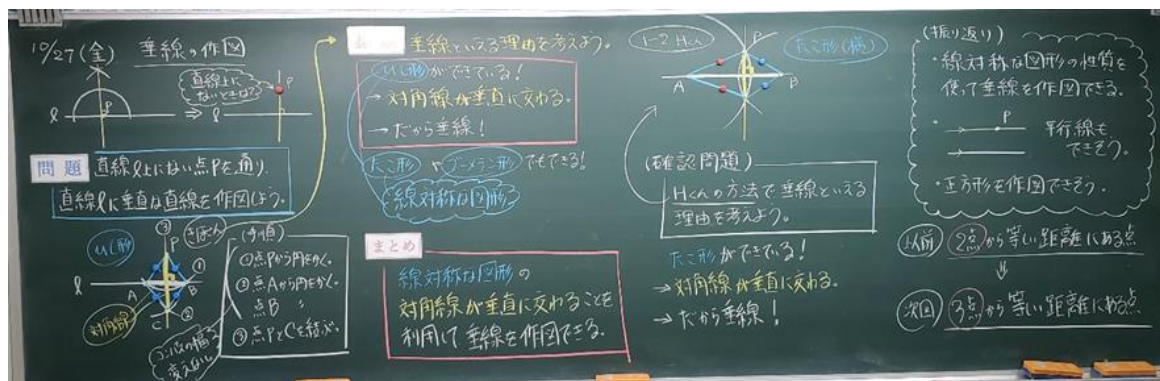 10/27(金) 垂線の作図
P
ℓ
⇒
直線上に
ないときは?
P
ℓ
問題
直線ℓ上にない点Pを通り、
直線ℓに垂直な直線を作図しよう。
ひし形
③
P
ℓ
A
B
①
C
②
対角線
(手順)
①点Pから円をかく。
②点Aから円をかく。
点B 〃
③点PとCを結ぶ。
コンパスの幅
変えない
垂線といえる理由を考えよう。
ひし形ができている!
→対角線が垂直に交わる。
→だから垂線!
たこ形やブーメラン形でもできる!
線対称な図形
まとめ
線対称な図形の
対角線が垂直に交わることを
利用して垂線を作図できる。
1-2 Hくん
P
たこ形(横)
A
B
(確認問題)
Hくんの方法で垂線といえる
理由を考えよう。
たこ形ができている!
→対角線が垂直に交わる。
→だから垂線!
(振り返り)
・線対称な図形の性質を
使って垂線を作図できる。
・
P
平行線も
できそう。
・正方形を作図できそう。
以前 2点から等しい距離にある点
⇓
次回 3点から等しい距離にある点